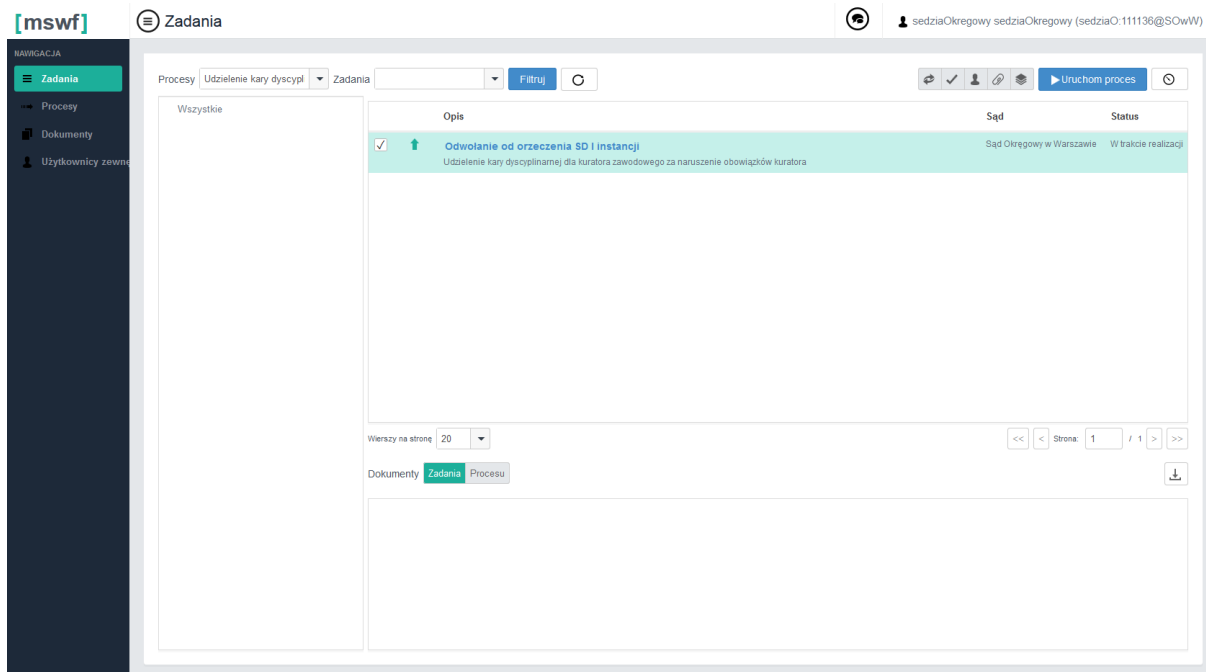 [mswf]
Zadania
sedziaOkregowy sedziaOkregowy (sedziaO:111136@SOwW)
NAWIGACJA
Zadania
Procesy
Dokumenty
Użytkownicy zewnę
Procesy Udzielenie kary dyscypl Zadania Filtruj Uruchom proces
Wszystkie
Opis Sąd Status
Odwołanie od orzeczenia SD I instancji Sąd Okręgowy w Warszawie W trakcie realizacji
Udzielenie kary dyscyplinarnej dla kuratora zawodowego za naruszenie obowiązków kuratora
Wierszy na stronę 20 << < Strona: 1 / 1 > >>
Dokumenty Zadania Procesu